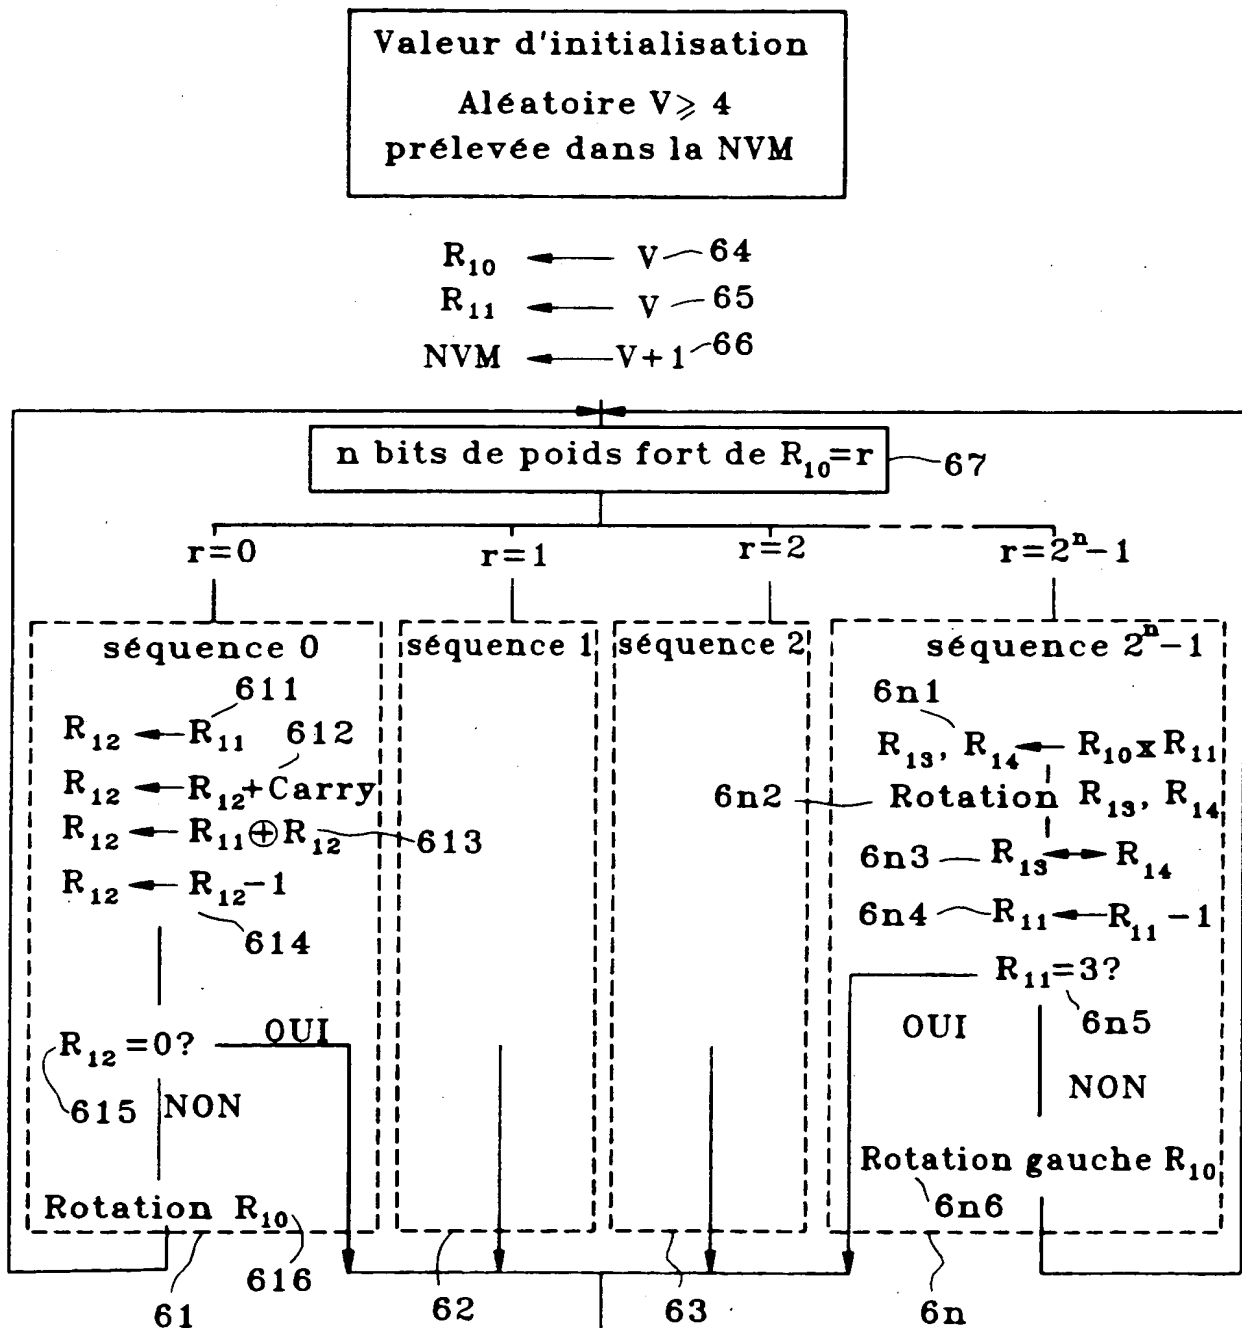 Valeur d'initialisation
Aléatoire V⩾ 4
prélevée dans la NVM
R₁₀ ← V 64
R₁₁ ← V 65
NVM ← V+1 66
n bits de poids fort de R₁₀=r 67
r=0 r=1 r=2 r=2ⁿ-1
séquence 0
611
R₁₂ ← R₁₁
612
R₁₂ ← R₁₂+Carry
R₁₂ ← R₁₁⊕R₁₂ 613
R₁₂ ← R₁₂-1
614
R₁₂=0? OUI
615 NON
Rotation R₁₀
616
61
séquence 1
62
séquence 2
63
séquence 2ⁿ-1
6n1
R₁₃, R₁₄ ← R₁₀xR₁₁
6n2 Rotation R₁₃, R₁₄
6n3 R₁₃ ↔ R₁₄
6n4 R₁₁ ← R₁₁-1
R₁₁=3?
OUI 6n5
NON
Rotation gauche R₁₀
6n6
6n